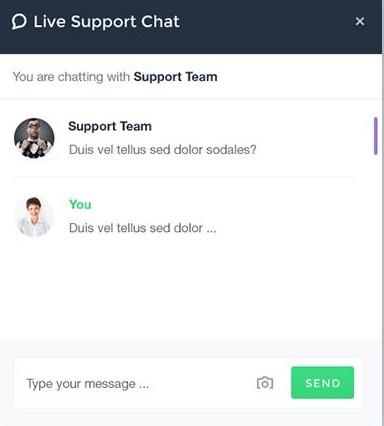 Live Support Chat
You are chatting with Support Team
Support Team
Duis vel tellus sed dolor sodales?
You
Duis vel tellus sed dolor ...
Type your message ...
SEND